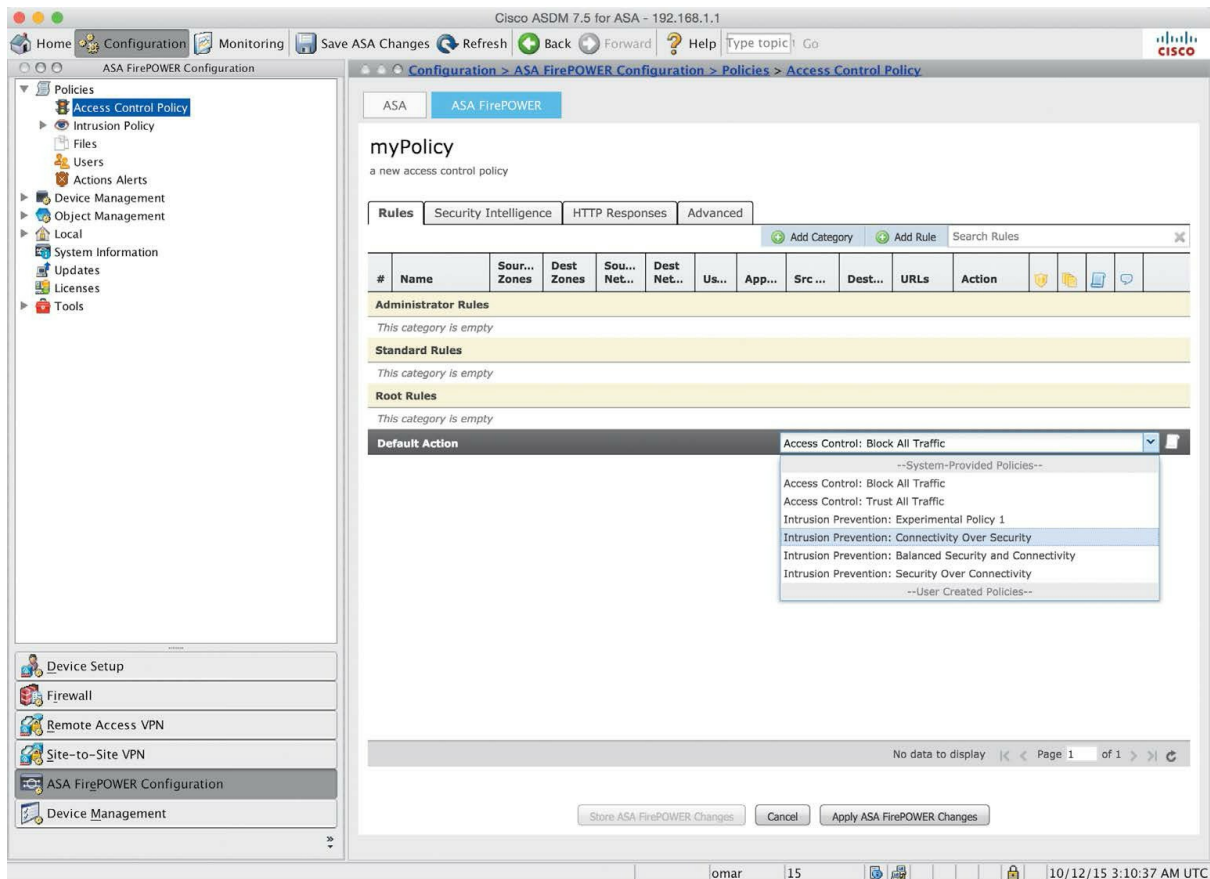 Cisco ASDM 7.5 for ASA - 192.168.1.1
Home Configuration Monitoring Save ASA Changes Refresh Back Forward Help Type topic Go
CISCO
ASA FirePOWER Configuration
Policies
Access Control Policy
Intrusion Policy
Files
Users
Actions Alerts
Device Management
Object Management
Local
System Information
Updates
Licenses
Tools
Device Setup
Firewall
Remote Access VPN
Site-to-Site VPN
ASA FirePOWER Configuration
Device Management
Configuration > ASA FirePOWER Configuration > Policies > Access Control Policy
ASA ASA FirePOWER
myPolicy
a new access control policy
Rules Security Intelligence HTTP Responses Advanced
Add Category Add Rule Search Rules
# Name Sour... Zones Dest Zones Sou... Net... Dest Net... Us... App... Src ... Dest... URLs Action
Administrator Rules
This category is empty
Standard Rules
This category is empty
Root Rules
This category is empty
Default Action Access Control: Block All Traffic
--System-Provided Policies--
Access Control: Block All Traffic
Access Control: Trust All Traffic
Intrusion Prevention: Experimental Policy 1
Intrusion Prevention: Connectivity Over Security
Intrusion Prevention: Balanced Security and Connectivity
Intrusion Prevention: Security Over Connectivity
--User Created Policies--
No data to display Page 1 of 1
Store ASA FirePOWER Changes Cancel Apply ASA FirePOWER Changes
omar 15 10/12/15 3:10:37 AM UTC